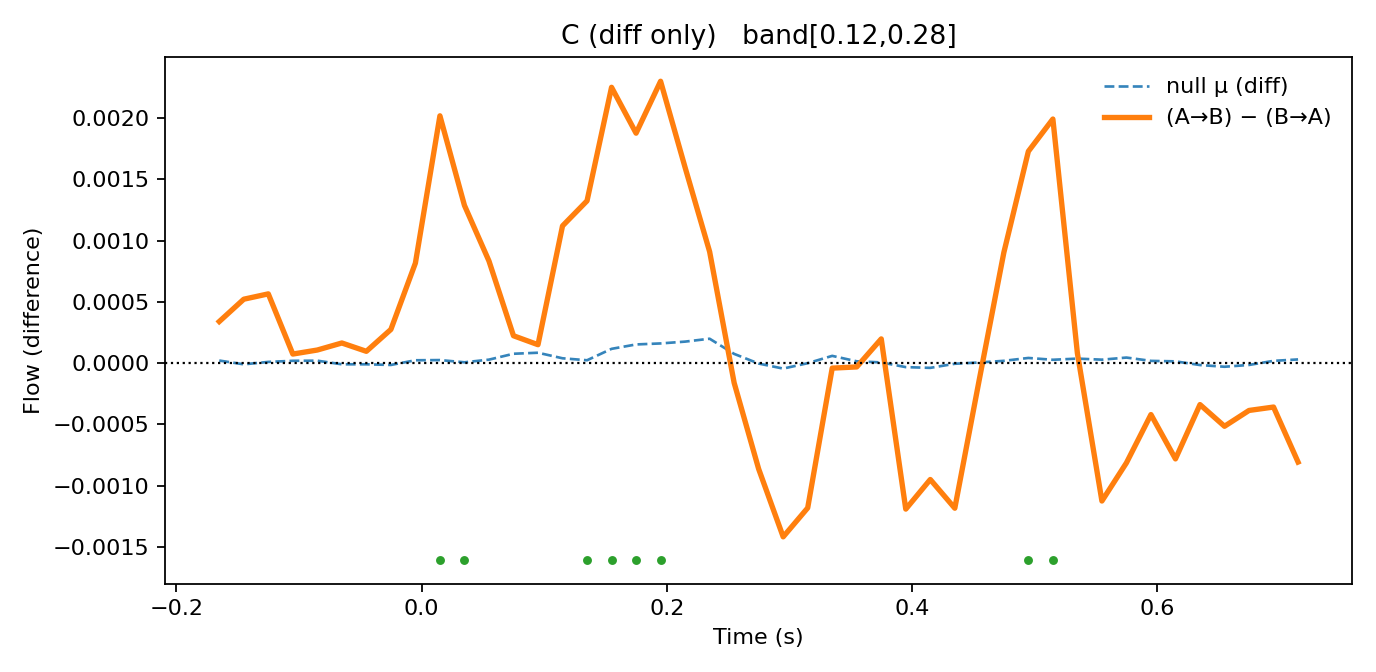 C (diff only)   band[0.12,0.28]
null μ (diff)
(A→B) − (B→A)
0.0020
0.0015
0.0010
0.0005
0.0000
−0.0005
−0.0010
−0.0015
Flow (difference)
−0.2
0.0
0.2
0.4
0.6
Time (s)